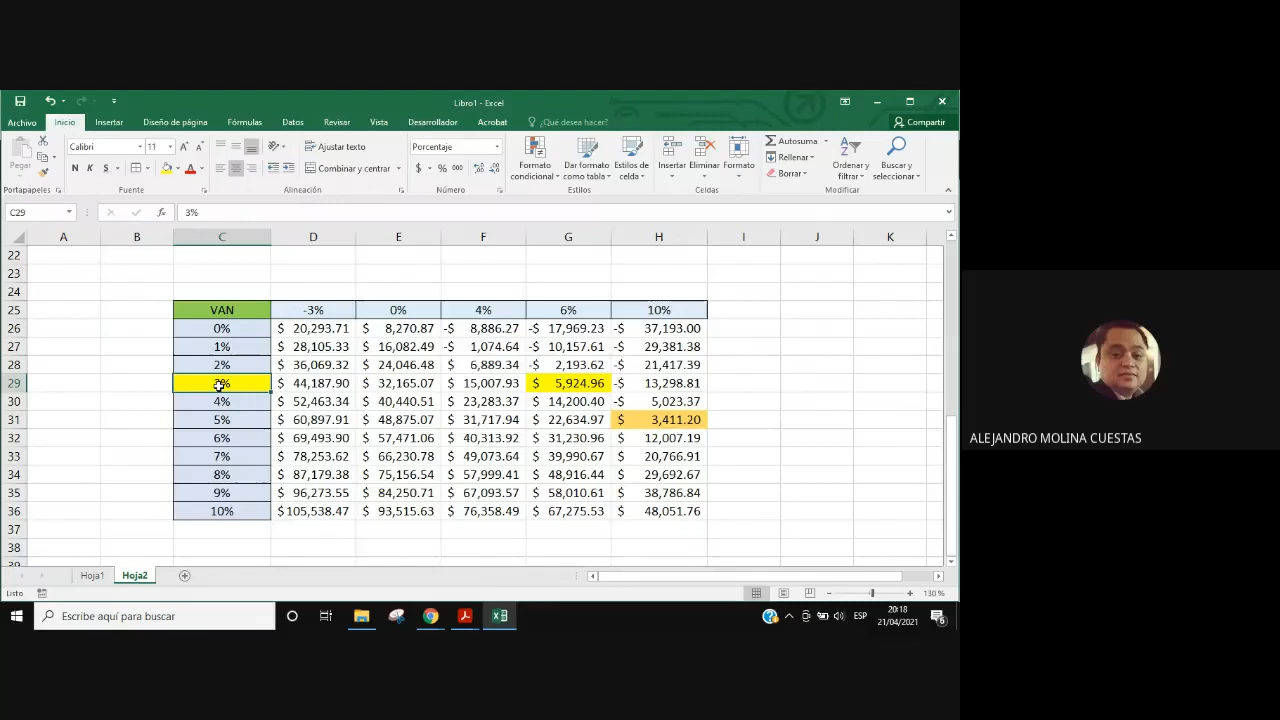 Libro1 - Excel
Archivo Inicio Insertar Diseño de página Fórmulas Datos Revisar Vista Desarrollador Acrobat ¿Qué desea hacer? Compartir
Pegar
Calibri 11
N K S
Ajustar texto
Combinar y centrar
Porcentaje
$ % 000
Formato condicional
Dar formato como tabla
Estilos de celda
Insertar
Eliminar
Formato
Autosuma
Rellenar
Borrar
Ordenar y filtrar
Buscar y seleccionar
Portapapeles Fuente Alineación Número Estilos Celdas Modificar
C29 fx 3%
A B C D E F G H I J K
22
23
24
25 VAN -3% 0% 4% 6% 10%
26 0% $ 20,293.71 $ 8,270.87 -$ 8,886.27 -$ 17,969.23 -$ 37,193.00
27 1% $ 28,105.33 $ 16,082.49 -$ 1,074.64 -$ 10,157.61 -$ 29,381.38
28 2% $ 36,069.32 $ 24,046.48 $ 6,889.34 -$ 2,193.62 -$ 21,417.39
29 $ 44,187.90 $ 32,165.07 $ 15,007.93 $ 5,924.96 -$ 13,298.81
30 4% $ 52,463.34 $ 40,440.51 $ 23,283.37 $ 14,200.40 -$ 5,023.37
31 5% $ 60,897.91 $ 48,875.07 $ 31,717.94 $ 22,634.97 $ 3,411.20
32 6% $ 69,493.90 $ 57,471.06 $ 40,313.92 $ 31,230.96 $ 12,007.19
33 7% $ 78,253.62 $ 66,230.78 $ 49,073.64 $ 39,990.67 $ 20,766.91
34 8% $ 87,179.38 $ 75,156.54 $ 57,999.41 $ 48,916.44 $ 29,692.67
35 9% $ 96,273.55 $ 84,250.71 $ 67,093.57 $ 58,010.61 $ 38,786.84
36 10% $105,538.47 $ 93,515.63 $ 76,358.49 $ 67,275.53 $ 48,051.76
37
38
39
Hoja1 Hoja2
Listo 130 %
Escribe aquí para buscar
ESP
20:18
21/04/2021
6
ALEJANDRO MOLINA CUESTAS